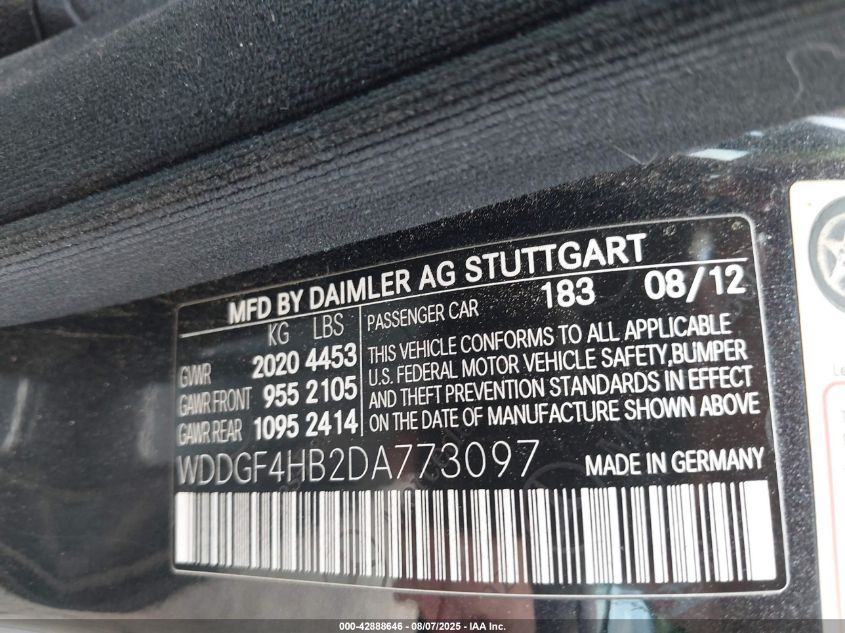 MFD BY DAIMLER AG STUTTGART
KG LBS
GVWR 2020 4453
GAWR FRONT 955 2105
GAWR REAR 1095 2414
PASSENGER CAR 183 08/12
THIS VEHICLE CONFORMS TO ALL APPLICABLE
U.S. FEDERAL MOTOR VEHICLE SAFETY,BUMPER
AND THEFT PREVENTION STANDARDS IN EFFECT
ON THE DATE OF MANUFACTURE SHOWN ABOVE
WDDGF4HB2DA773097 MADE IN GERMANY
000-42888646 - 08/07/2025 - IAA Inc.